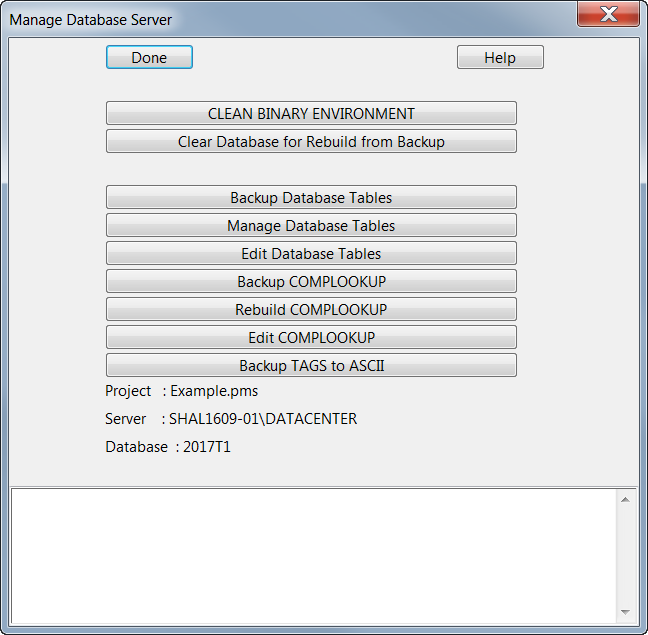 Manage Database Server
Done Help
CLEAN BINARY ENVIRONMENT
Clear Database for Rebuild from Backup
Backup Database Tables
Manage Database Tables
Edit Database Tables
Backup COMPLOOKUP
Rebuild COMPLOOKUP
Edit COMPLOOKUP
Backup TAGS to ASCII
Project : Example.pms
Server : SHAL1609-01\DATACENTER
Database : 2017T1